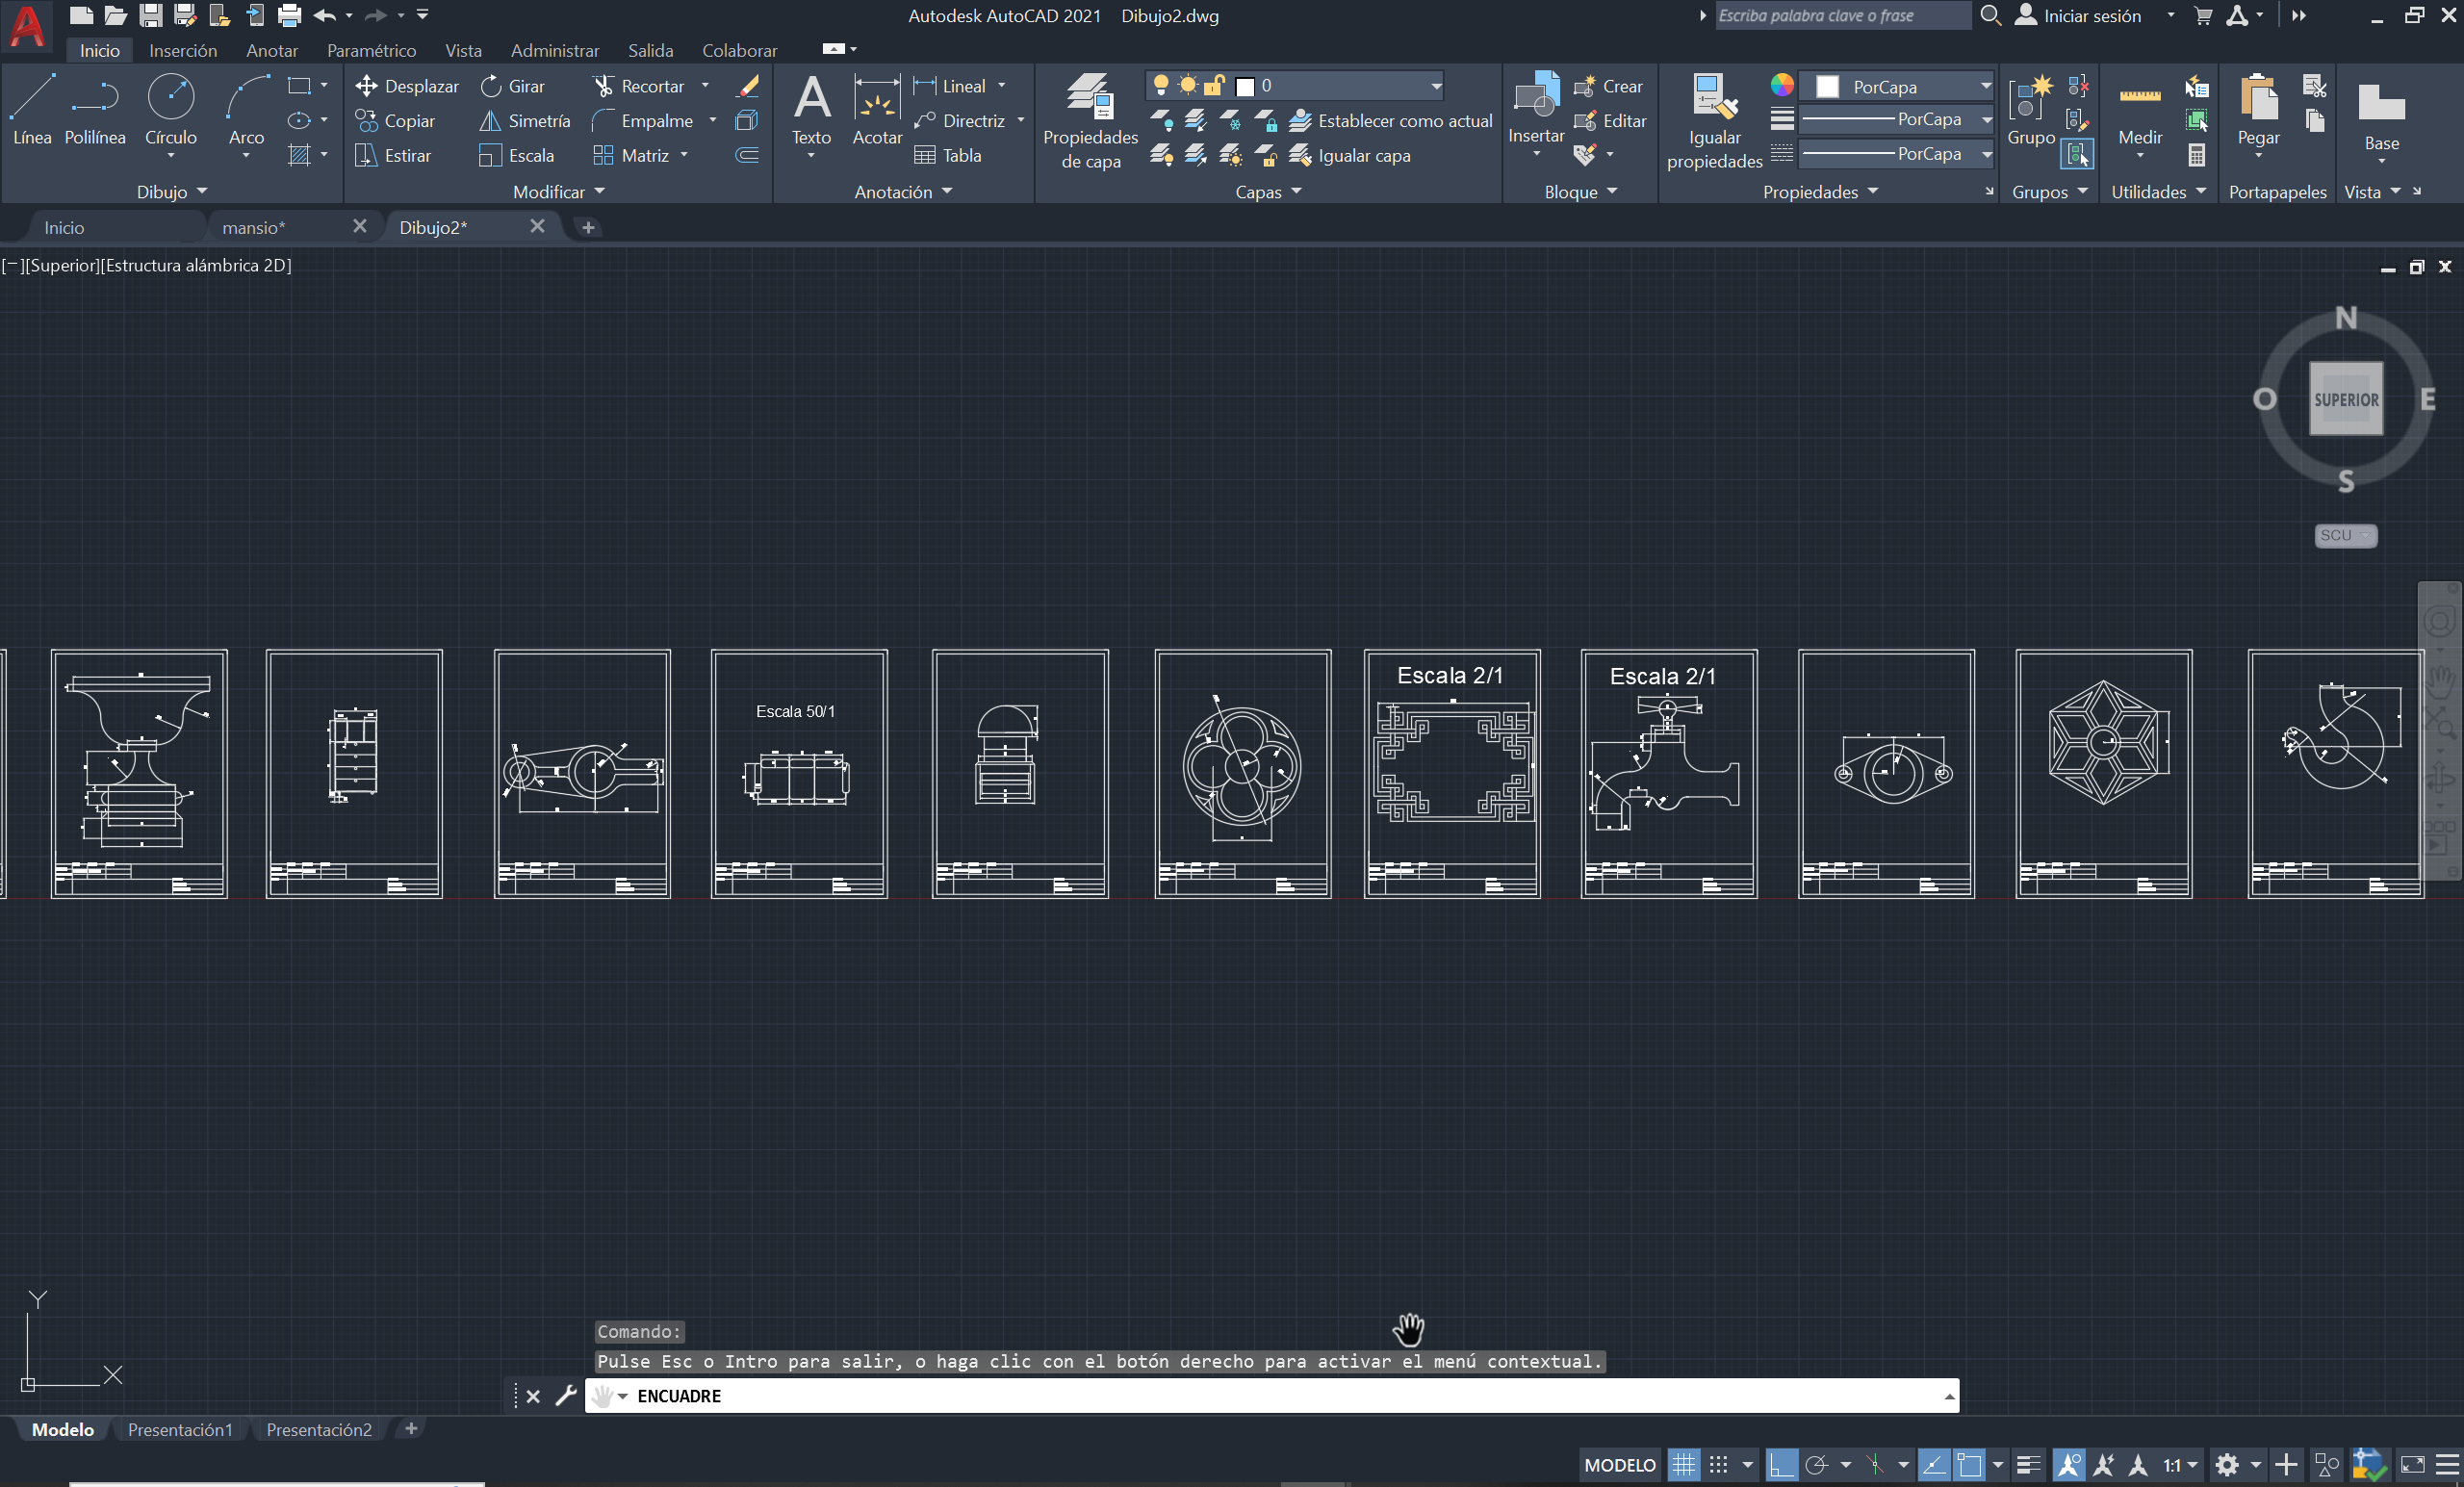 Autodesk AutoCAD 2021 Dibujo2.dwg
Escriba palabra clave o frase
Iniciar sesión
Inicio Inserción Anotar Paramétrico Vista Administrar Salida Colaborar
Línea Polilínea Círculo Arco
Desplazar Girar Recortar
Copiar Simetría Empalme
Estirar Escala Matriz
Texto Acotar
Lineal
Directriz
Tabla
Propiedades de capa
0
Establecer como actual
Igualar capa
Insertar
Crear
Editar
Igualar propiedades
PorCapa
PorCapa
PorCapa
Grupo
Medir
Pegar
Base
Dibujo Modificar Anotación Capas Bloque Propiedades Grupos Utilidades Portapapeles Vista
Inicio mansio* Dibujo2*
[−][Superior][Estructura alámbrica 2D]
N
O SUPERIOR E
S
SCU
Escala 50/1
Escala 2/1
Escala 2/1
Y
X
Comando:
Pulse Esc o Intro para salir, o haga clic con el botón derecho para activar el menú contextual.
ENCUADRE
Modelo Presentación1 Presentación2
MODELO 1:1